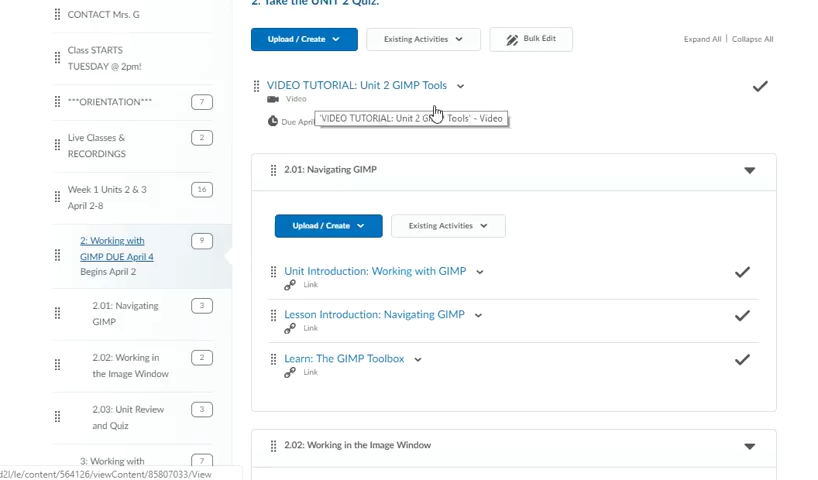 CONTACT Mrs. G
Class STARTS
TUESDAY @ 2pm!
***ORIENTATION***
7
Live Classes &
RECORDINGS
2
Week 1 Units 2 & 3
April 2-8
16
2: Working with
GIMP DUE April 4
Begins April 2
9
2.01: Navigating
GIMP
3
2.02: Working in
the Image Window
2
2.03: Unit Review
and Quiz
3
3: Working with
7
d2l/le/content/564126/viewContent/85807033/View
2. Take the UNIT 2 Quiz.
Upload / Create
Existing Activities
Bulk Edit
Expand All | Collapse All
VIDEO TUTORIAL: Unit 2 GIMP Tools
Video
Due April
'VIDEO TUTORIAL: Unit 2 GIMP Tools' - Video
2.01: Navigating GIMP
Upload / Create
Existing Activities
Unit Introduction: Working with GIMP
Link
Lesson Introduction: Navigating GIMP
Link
Learn: The GIMP Toolbox
Link
2.02: Working in the Image Window